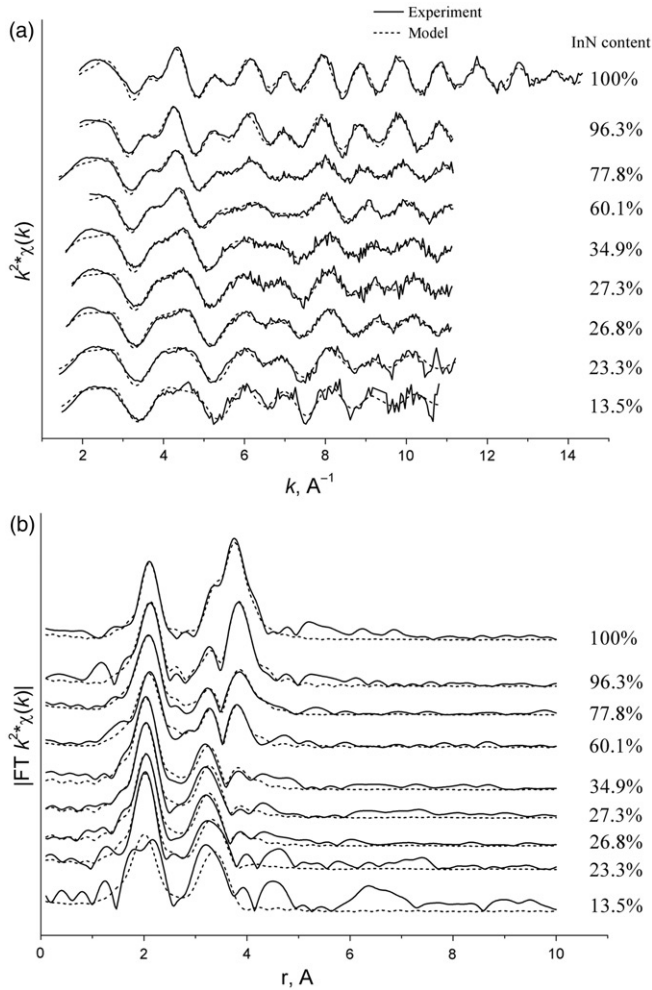 (a)
Experiment
Model
InN content
100%
96.3%
77.8%
60.1%
34.9%
27.3%
26.8%
23.3%
13.5%
k²*χ(k)
2 4 6 8 10 12 14
k, A⁻¹
(b)
100%
96.3%
77.8%
60.1%
34.9%
27.3%
26.8%
23.3%
13.5%
|FT k²*χ(k)|
0 2 4 6 8 10
r, A